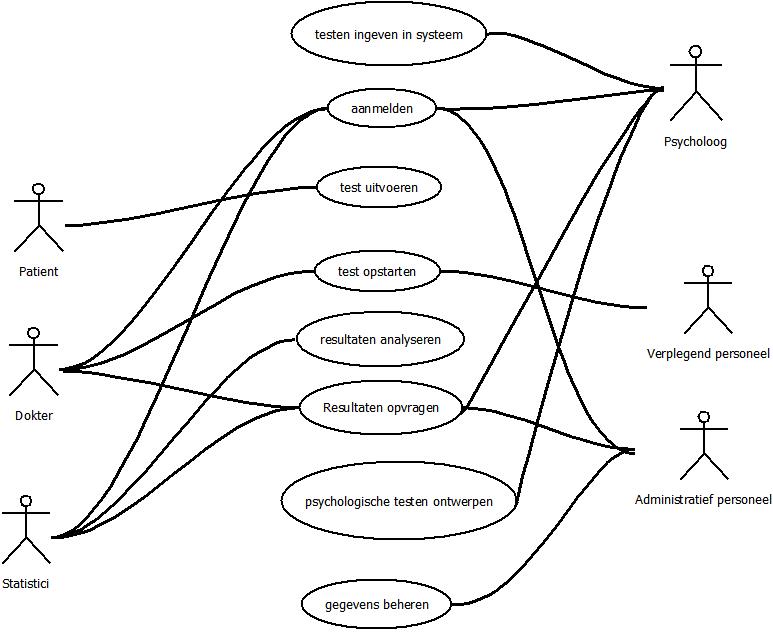 testen ingeven in systeem
aanmelden
Psycholoog
test uitvoeren
Patient
test opstarten
resultaten analyseren
Verplegend personeel
Dokter
Resultaten opvragen
psychologische testen ontwerpen
Administratief personeel
Statistici
gegevens beheren